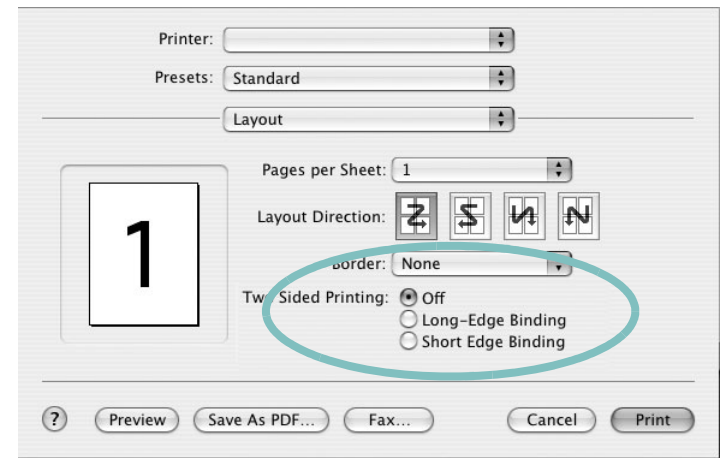 Printer:
Presets: Standard
Layout
Pages per Sheet: 1
1
Layout Direction:
Border: None
Two Sided Printing: Off
Long-Edge Binding
Short Edge Binding
? Preview Save As PDF... Fax... Cancel Print